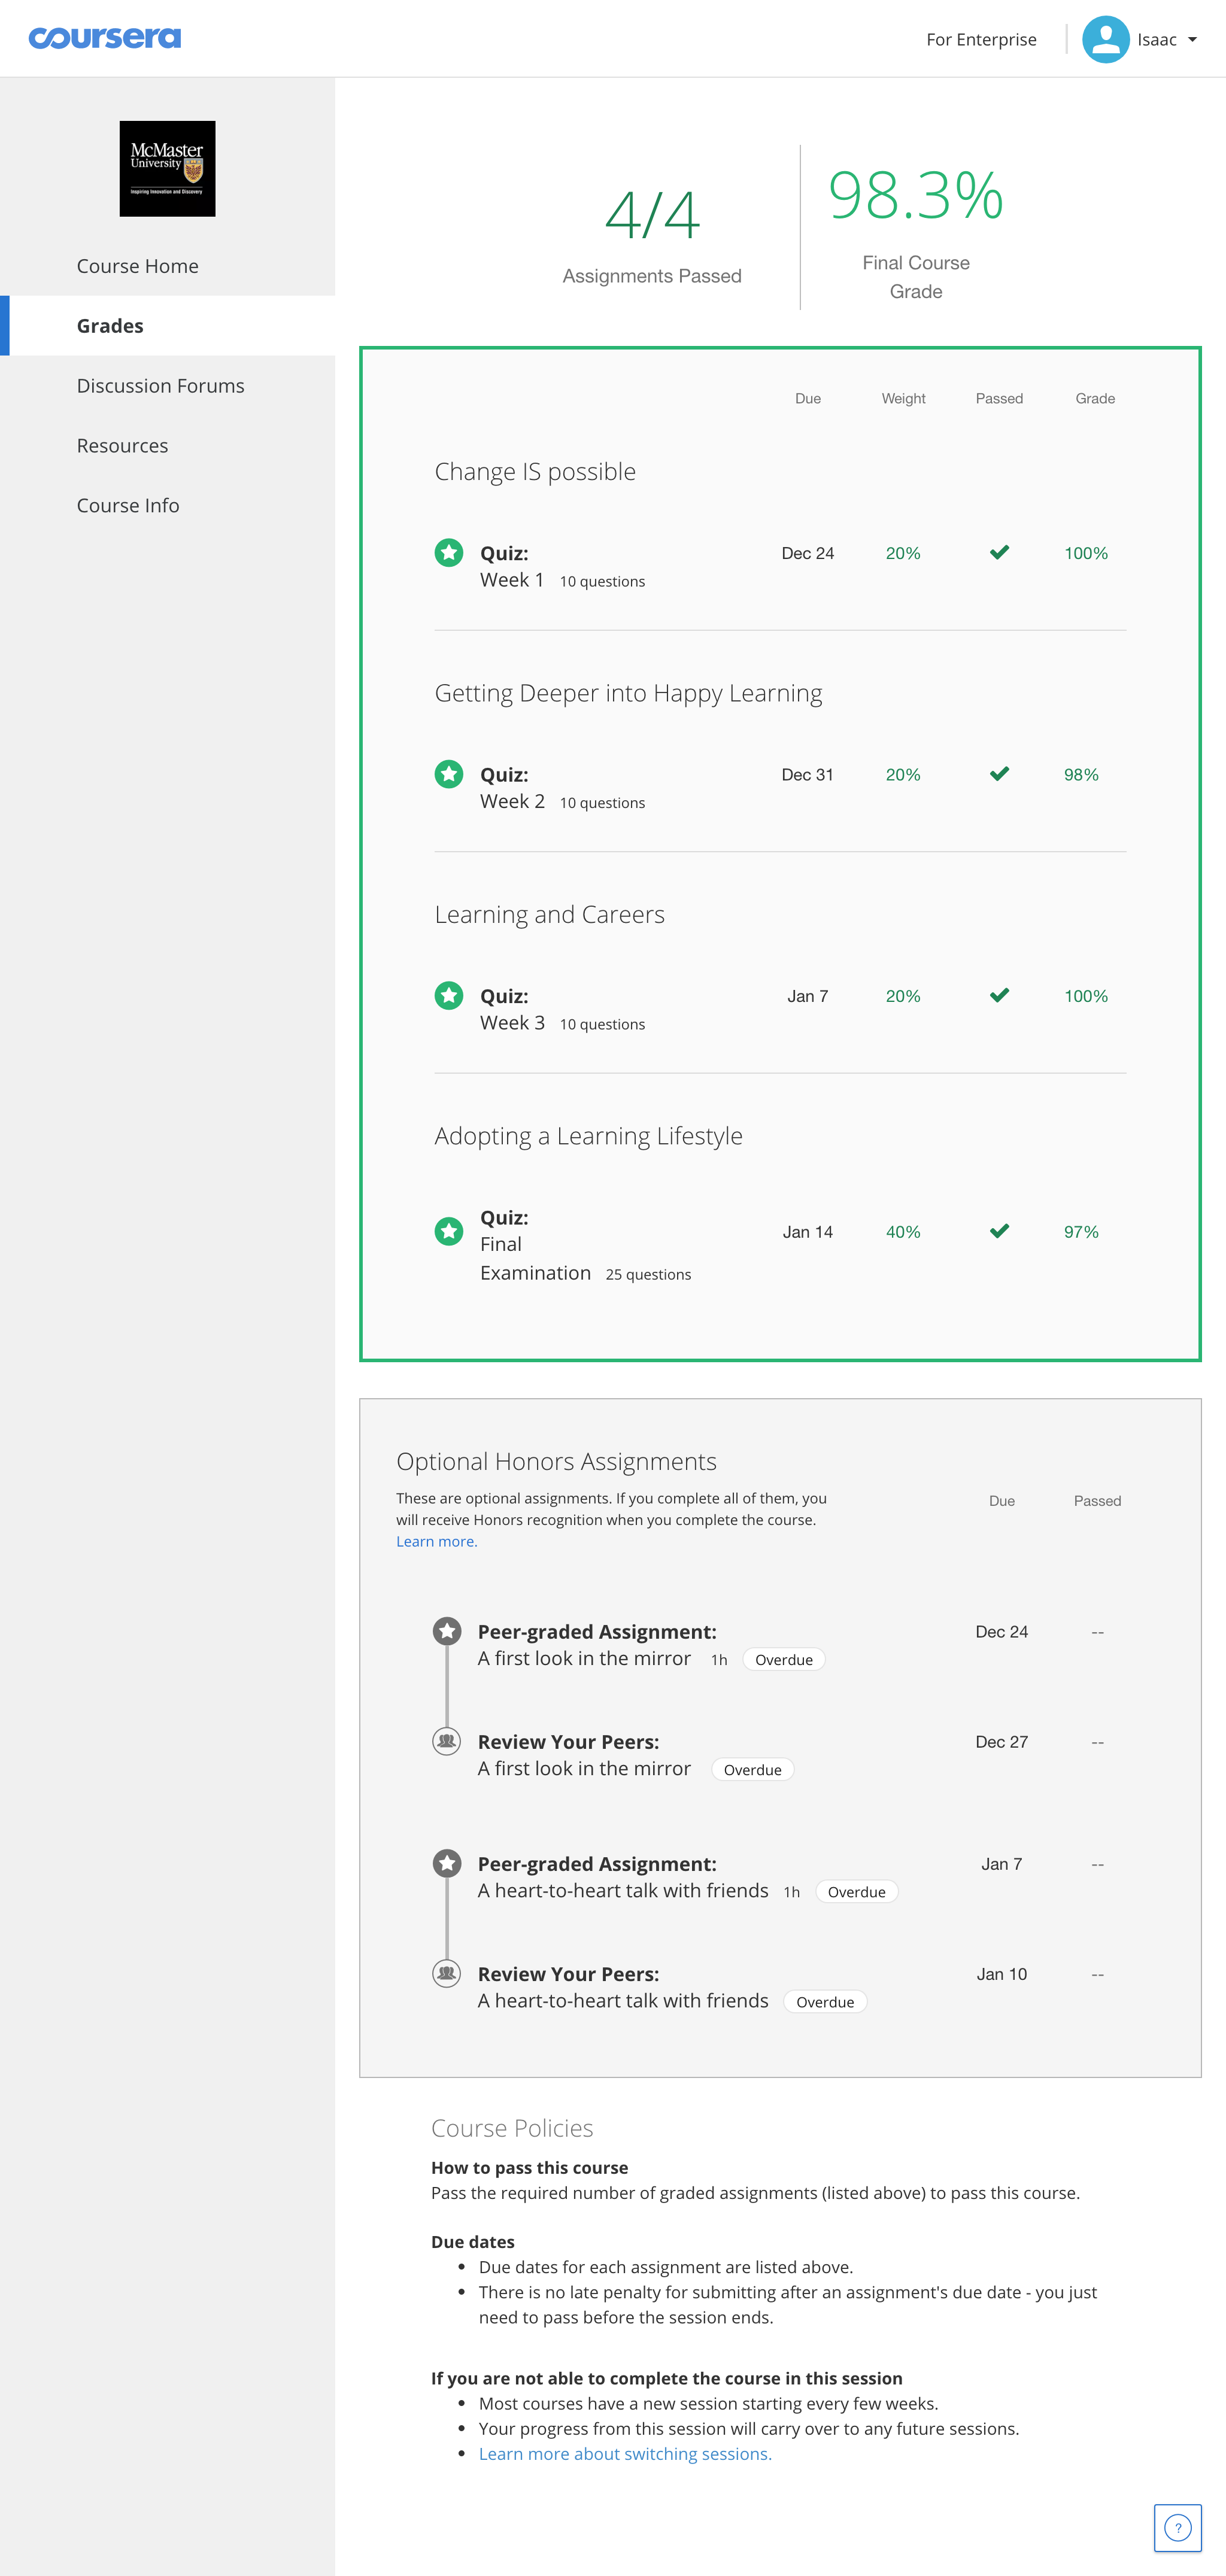 coursera
For Enterprise
Isaac
McMaster
University
Inspiring Innovation and Discovery
Course Home
Grades
Discussion Forums
Resources
Course Info
4/4
Assignments Passed
98.3%
Final Course
Grade
Due Weight Passed Grade
Change IS possible
Quiz: Dec 24 20% 100%
Week 1 10 questions
Getting Deeper into Happy Learning
Quiz: Dec 31 20% 98%
Week 2 10 questions
Learning and Careers
Quiz: Jan 7 20% 100%
Week 3 10 questions
Adopting a Learning Lifestyle
Quiz:
Final Jan 14 40% 97%
Examination 25 questions
Optional Honors Assignments
These are optional assignments. If you complete all of them, you
will receive Honors recognition when you complete the course.
Learn more.
Due Passed
Peer-graded Assignment: Dec 24 --
A first look in the mirror 1h Overdue
Review Your Peers: Dec 27 --
A first look in the mirror Overdue
Peer-graded Assignment: Jan 7 --
A heart-to-heart talk with friends 1h Overdue
Review Your Peers: Jan 10 --
A heart-to-heart talk with friends Overdue
Course Policies
How to pass this course
Pass the required number of graded assignments (listed above) to pass this course.
Due dates
• Due dates for each assignment are listed above.
• There is no late penalty for submitting after an assignment's due date - you just
need to pass before the session ends.
If you are not able to complete the course in this session
• Most courses have a new session starting every few weeks.
• Your progress from this session will carry over to any future sessions.
• Learn more about switching sessions.
?